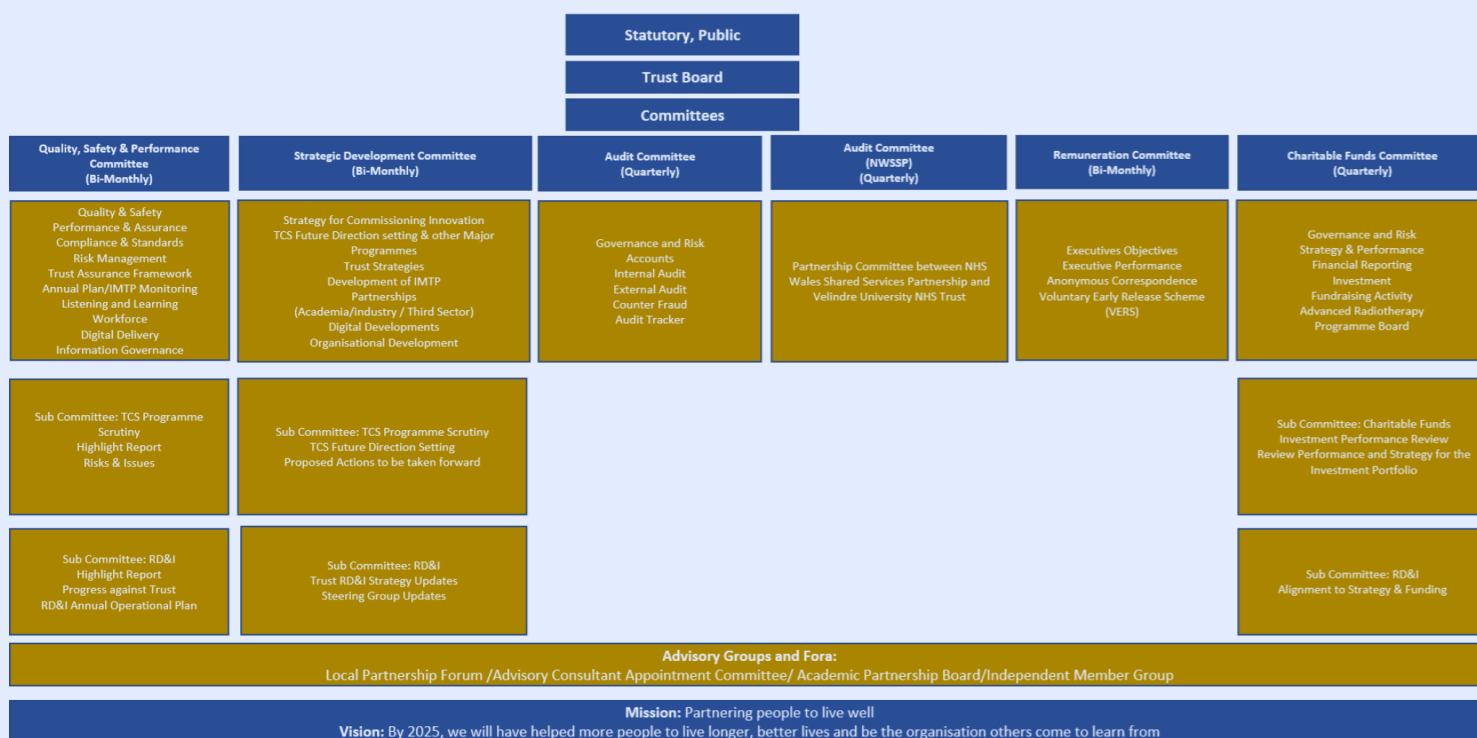 Statutory, Public
Trust Board
Committees
Quality, Safety & Performance
Committee
(Bi-Monthly)
Strategic Development Committee
(Bi-Monthly)
Audit Committee
(Quarterly)
Audit Committee
(NWSSP)
(Quarterly)
Remuneration Committee
(Bi-Monthly)
Charitable Funds Committee
(Quarterly)
Quality & Safety
Performance & Assurance
Compliance & Standards
Risk Management
Trust Assurance Framework
Annual Plan/IMTP Monitoring
Listening and Learning
Workforce
Digital Delivery
Information Governance
Strategy for Commissioning Innovation
TCS Future Direction setting & other Major
Programmes
Trust Strategies
Development of IMTP
Partnerships
(Academia/industry / Third Sector)
Digital Developments
Organisational Development
Governance and Risk
Accounts
Internal Audit
External Audit
Counter Fraud
Audit Tracker
Partnership Committee between NHS
Wales Shared Services Partnership and
Velindre University NHS Trust
Executives Objectives
Executive Performance
Anonymous Correspondence
Voluntary Early Release Scheme
(VERS)
Governance and Risk
Strategy & Performance
Financial Reporting
Investment
Fundraising Activity
Advanced Radiotherapy
Programme Board
Sub Committee: TCS Programme
Scrutiny
Highlight Report
Risks & Issues
Sub Committee: TCS Programme Scrutiny
TCS Future Direction Setting
Proposed Actions to be taken forward
Sub Committee: Charitable Funds
Investment Performance Review
Review Performance and Strategy for the
Investment Portfolio
Sub Committee: RD&I
Highlight Report
Progress against Trust
RD&I Annual Operational Plan
Sub Committee: RD&I
Trust RD&I Strategy Updates
Steering Group Updates
Sub Committee: RD&I
Alignment to Strategy & Funding
Advisory Groups and Fora:
Local Partnership Forum /Advisory Consultant Appointment Committee/ Academic Partnership Board/Independent Member Group
Mission: Partnering people to live well
Vision: By 2025, we will have helped more people to live longer, better lives and be the organisation others come to learn from